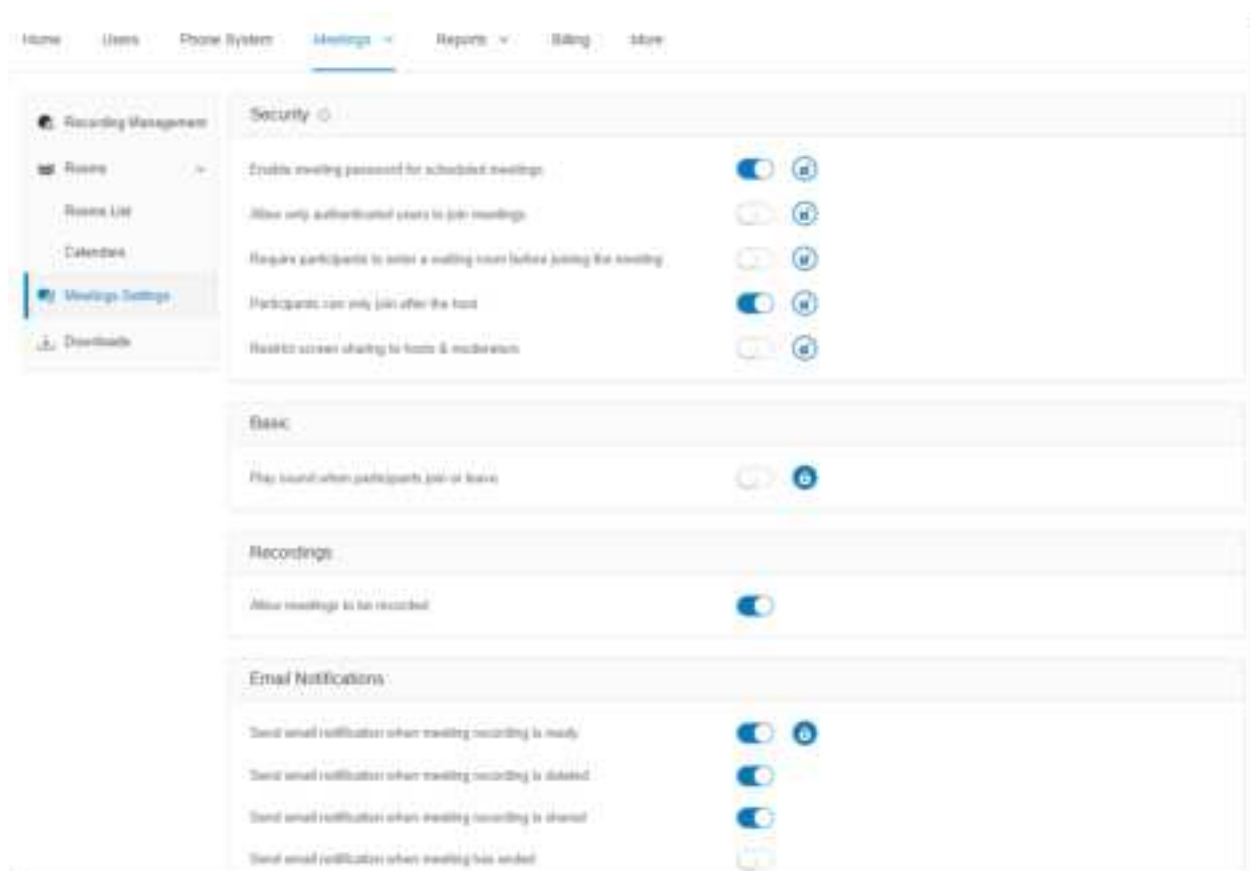 Home Users Phone System Meetings Reports Billing More
Recording Management
Rooms
Rooms List
Calendars
Meetings Settings
Downloads
Security
Enable meeting password for scheduled meetings
Allow only authenticated users to join meetings
Require participants to enter a waiting room before joining the meeting
Participants can only join after the host
Restrict screen sharing to hosts & moderators
Basic
Play sound when participants join or leave
Recordings
Allow meetings to be recorded
Email Notifications
Send email notification when meeting recording is ready
Send email notification when meeting recording is deleted
Send email notification when meeting recording is shared
Send email notification when meeting has ended